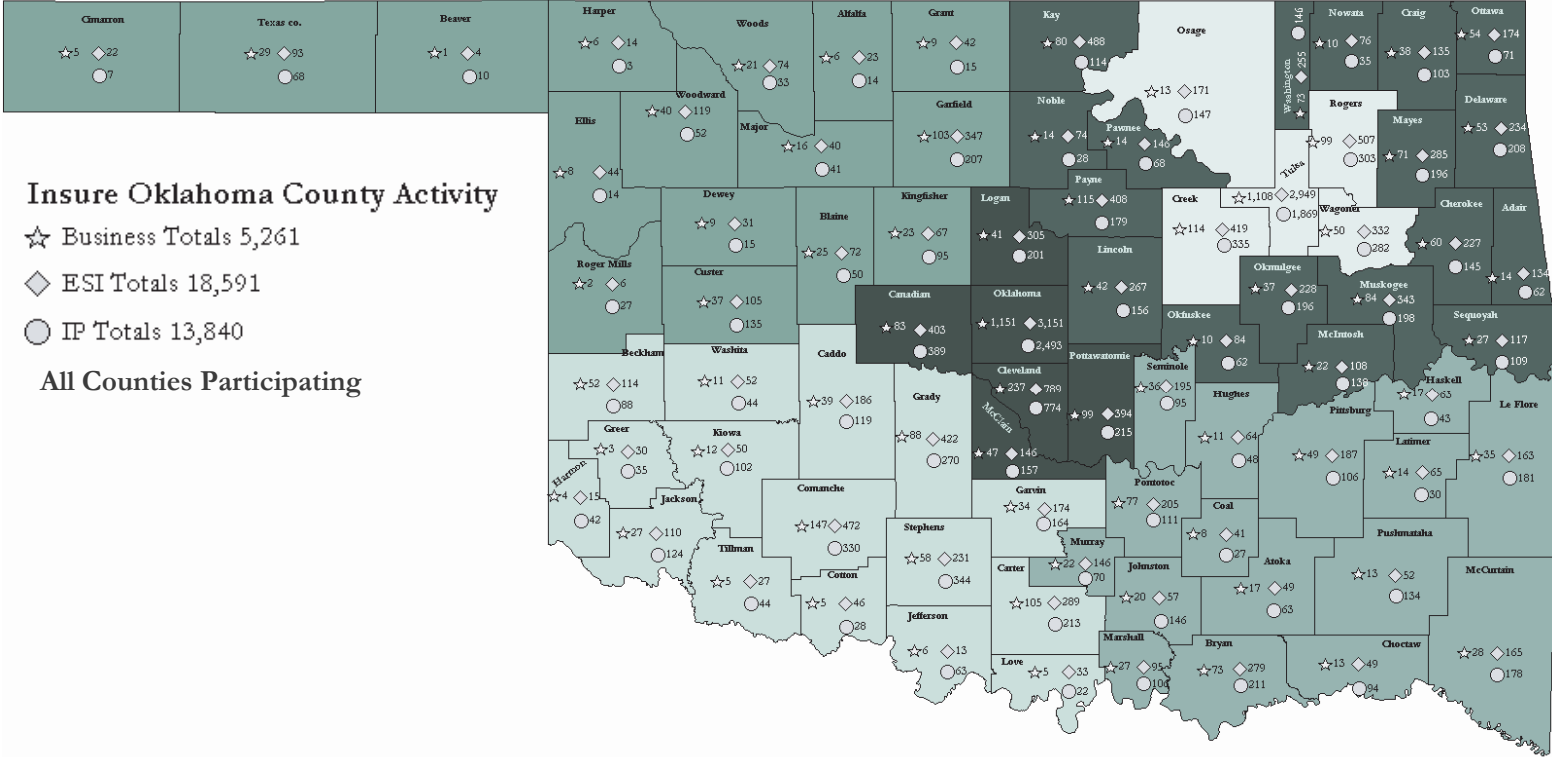 Insure Oklahoma County Activity
Business Totals 5,261
ESI Totals 18,591
IP Totals 13,840
All Counties Participating
Cimarron
5 22
7
Texas co.
29 93
68
Beaver
1 4
10
Harper
6 14
3
Woods
21 74
33
Alfalfa
6 23
14
Grant
9 42
15
Kay
80 488
114
Osage
13 171
147
Washington
73 255 146
Nowata
10 76
35
Craig
38 135
103
Ottawa
54 174
71
Ellis
8 44
14
Woodward
40 119
52
Major
16 40
41
Garfield
103 347
207
Noble
14 74
28
Pawnee
14 146
68
Rogers
99 507
303
Mayes
71 285
196
Delaware
53 234
208
Roger Mills
2 6
27
Dewey
9 31
15
Custer
37 105
135
Blaine
25 72
50
Kingfisher
23 67
95
Logan
41 305
201
Payne
115 408
179
Lincoln
42 267
156
Creek
114 419
335
Tulsa
1,108 2,949
1,869
Wagoner
50 332
282
Cherokee
60 227
145
Adair
14 134
62
Canadian
83 403
389
Oklahoma
1,151 3,151
2,493
Okfuskee
10 84
62
Okmulgee
37 228
196
Muskogee
84 343
198
McIntosh
22 108
138
Sequoyah
27 117
109
Beckham
52 114
88
Washita
11 52
44
Caddo
39 186
119
Grady
88 422
270
Cleveland
237 789
774
McClain
47 146
157
Pottawatomie
99 394
215
Seminole
36 195
95
Hughes
11 64
48
Pittsburg
49 187
106
Haskell
17 63
43
Le Flore
35 163
181
Latimer
14 65
30
Greer
3 30
35
Harmon
4 15
42
Kiowa
12 50
102
Jackson
27 110
124
Tillman
5 27
44
Comanche
147 472
330
Cotton
5 46
28
Stephens
58 231
344
Jefferson
6 13
63
Garvin
34 174
164
Murray
22 146
70
Carter
105 289
213
Love
5 33
22
Pontotoc
77 205
111
Coal
8 41
27
Johnston
20 57
146
Atoka
17 49
63
Pushmataha
13 52
134
McCurtain
28 165
178
Marshall
27 95
106
Bryan
73 279
211
Choctaw
13 49
94